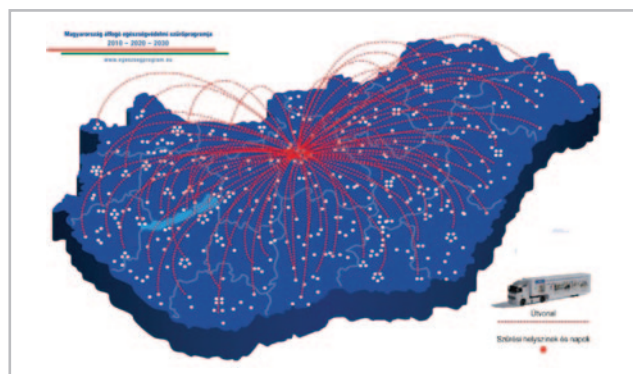 Magyarország átfogó egészségvédelmi szűrőprogramja
2010 – 2020 – 2030
www.egeszsegprogram.eu
Útvonal
Szűrési helyszínek és napok